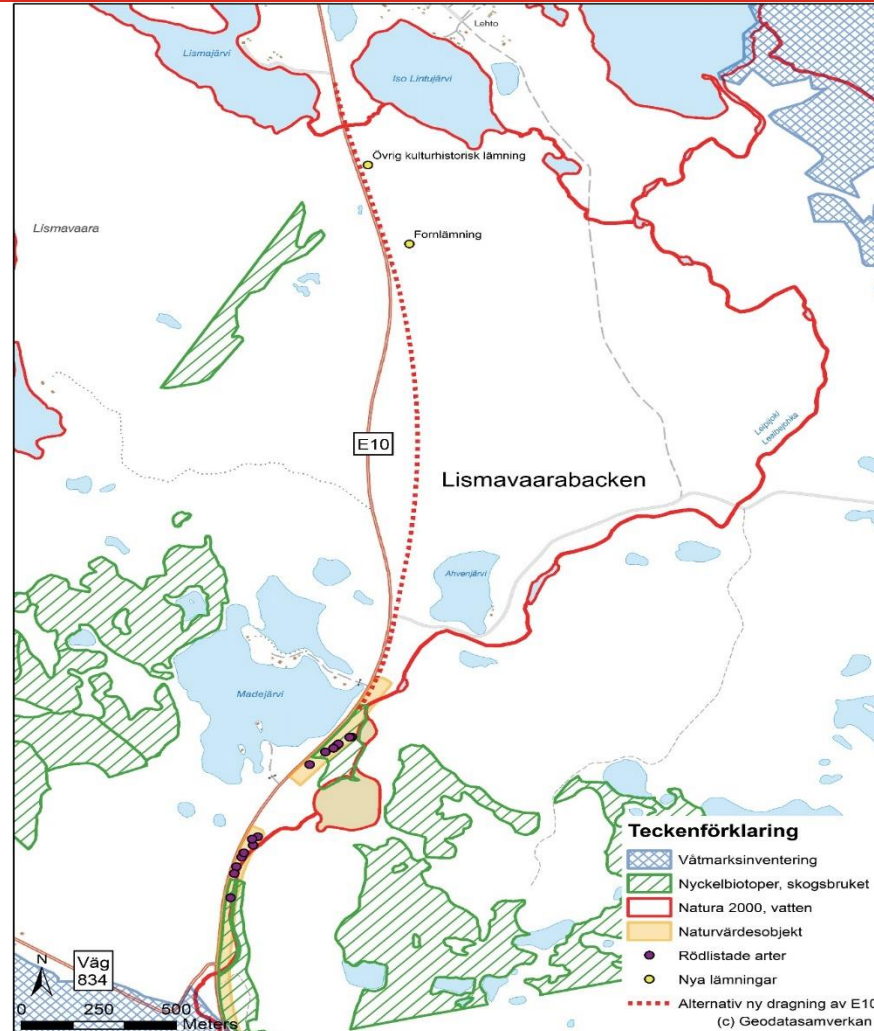 Lehto
Lismajärvi
Iso Lintujärvi
Övrig kulturhistorisk lämning
Fornlämning
Lismavaara
E10
Leipijoki
Lismavaarabacken
Ahvenjärvi
Madejärvi
Teckenförklaring
Våtmarksinventering
Nyckelbiotoper, skogsbruket
Natura 2000, vatten
Naturvärdesobjekt
Rödlistade arter
Nya lämningar
Alternativ ny dragning av E10
(c) Geodatasamverkan
Väg
834
N
0 250 500
Meters